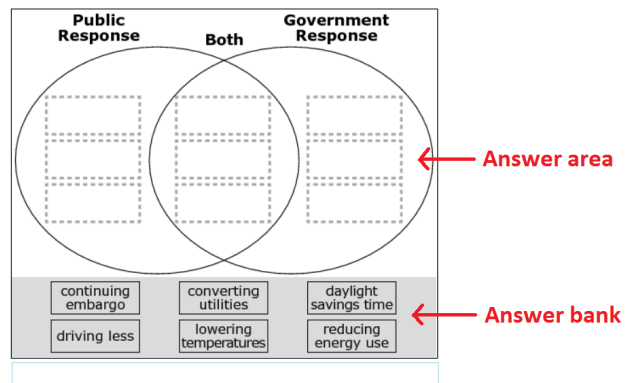 Public
Response
Both
Government
Response
Answer area
continuing
embargo
converting
utilities
daylight
savings time
Answer bank
driving less
lowering
temperatures
reducing
energy use